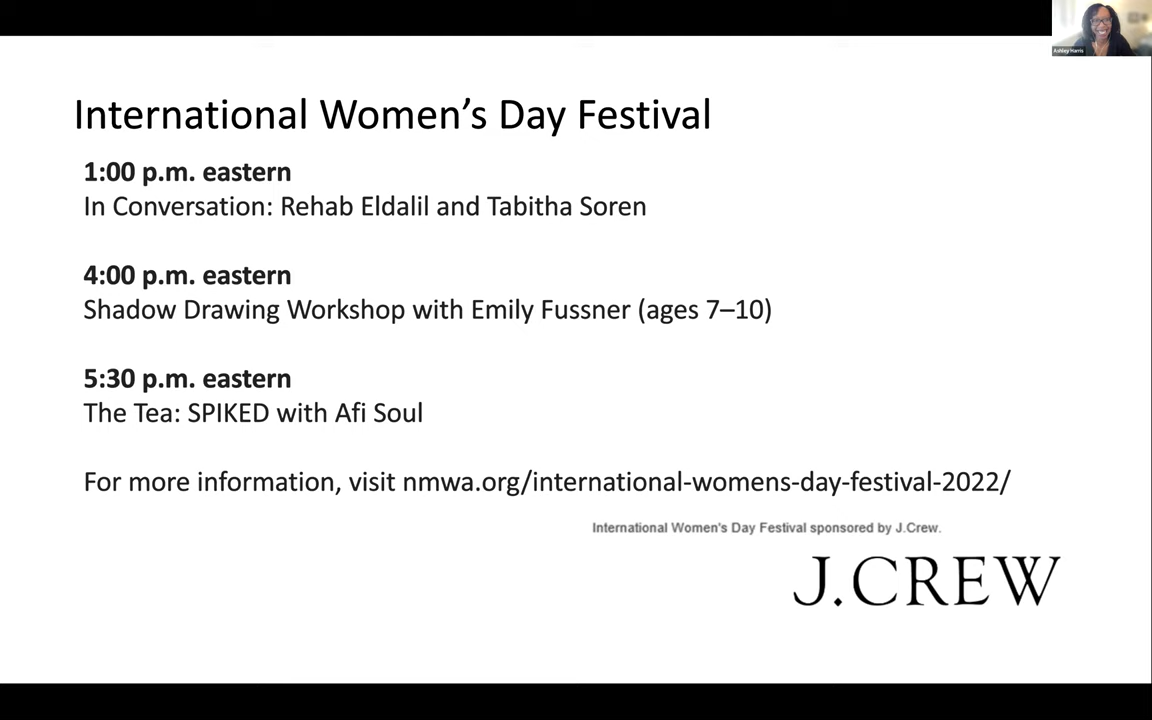 Ashley Harris
International Women’s Day Festival
1:00 p.m. eastern
In Conversation: Rehab Eldalil and Tabitha Soren
4:00 p.m. eastern
Shadow Drawing Workshop with Emily Fussner (ages 7–10)
5:30 p.m. eastern
The Tea: SPIKED with Afi Soul
For more information, visit nmwa.org/international-womens-day-festival-2022/
International Women's Day Festival sponsored by J.Crew.
J.CREW